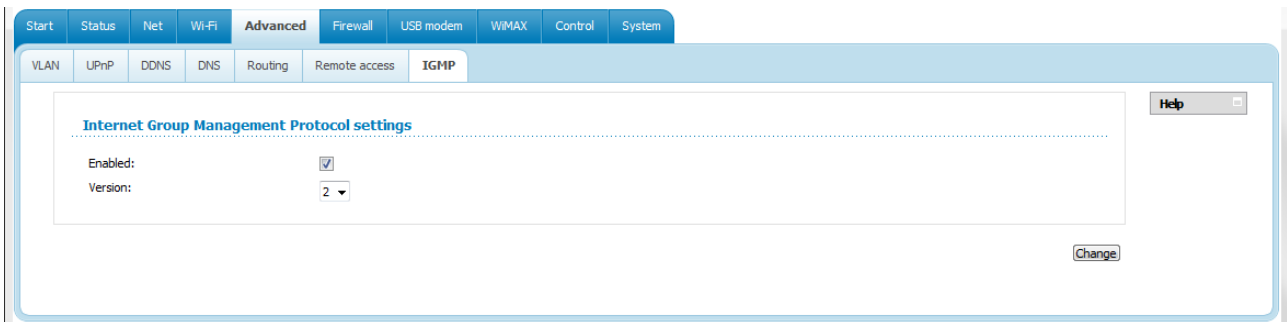 Start Status Net Wi-Fi Advanced Firewall USB modem WiMAX Control System
VLAN UPnP DDNS DNS Routing Remote access IGMP
Help
Internet Group Management Protocol settings
Enabled:
Version: 2
Change